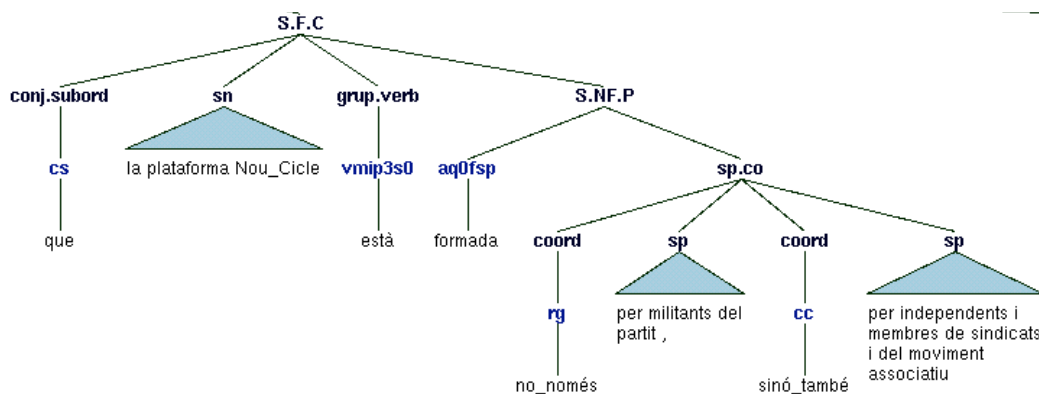 S.F.C
conj.subord sn grup.verb S.NF.P
cs la plataforma Nou_Cicle vmip3s0 aq0fsp sp.co
que està formada coord sp coord sp
rg per militants del partit , cc per independents i membres de sindicats i del moviment associatiu
no_només sinó_també